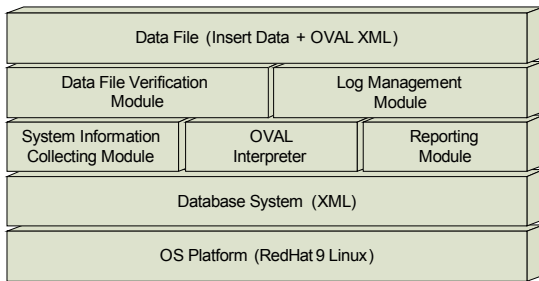 Data File (Insert Data + OVAL XML)
Data File Verification
Module
Log Management
Module
System Information
Collecting Module
OVAL
Interpreter
Reporting
Module
Database System (XML)
OS Platform (RedHat 9 Linux)